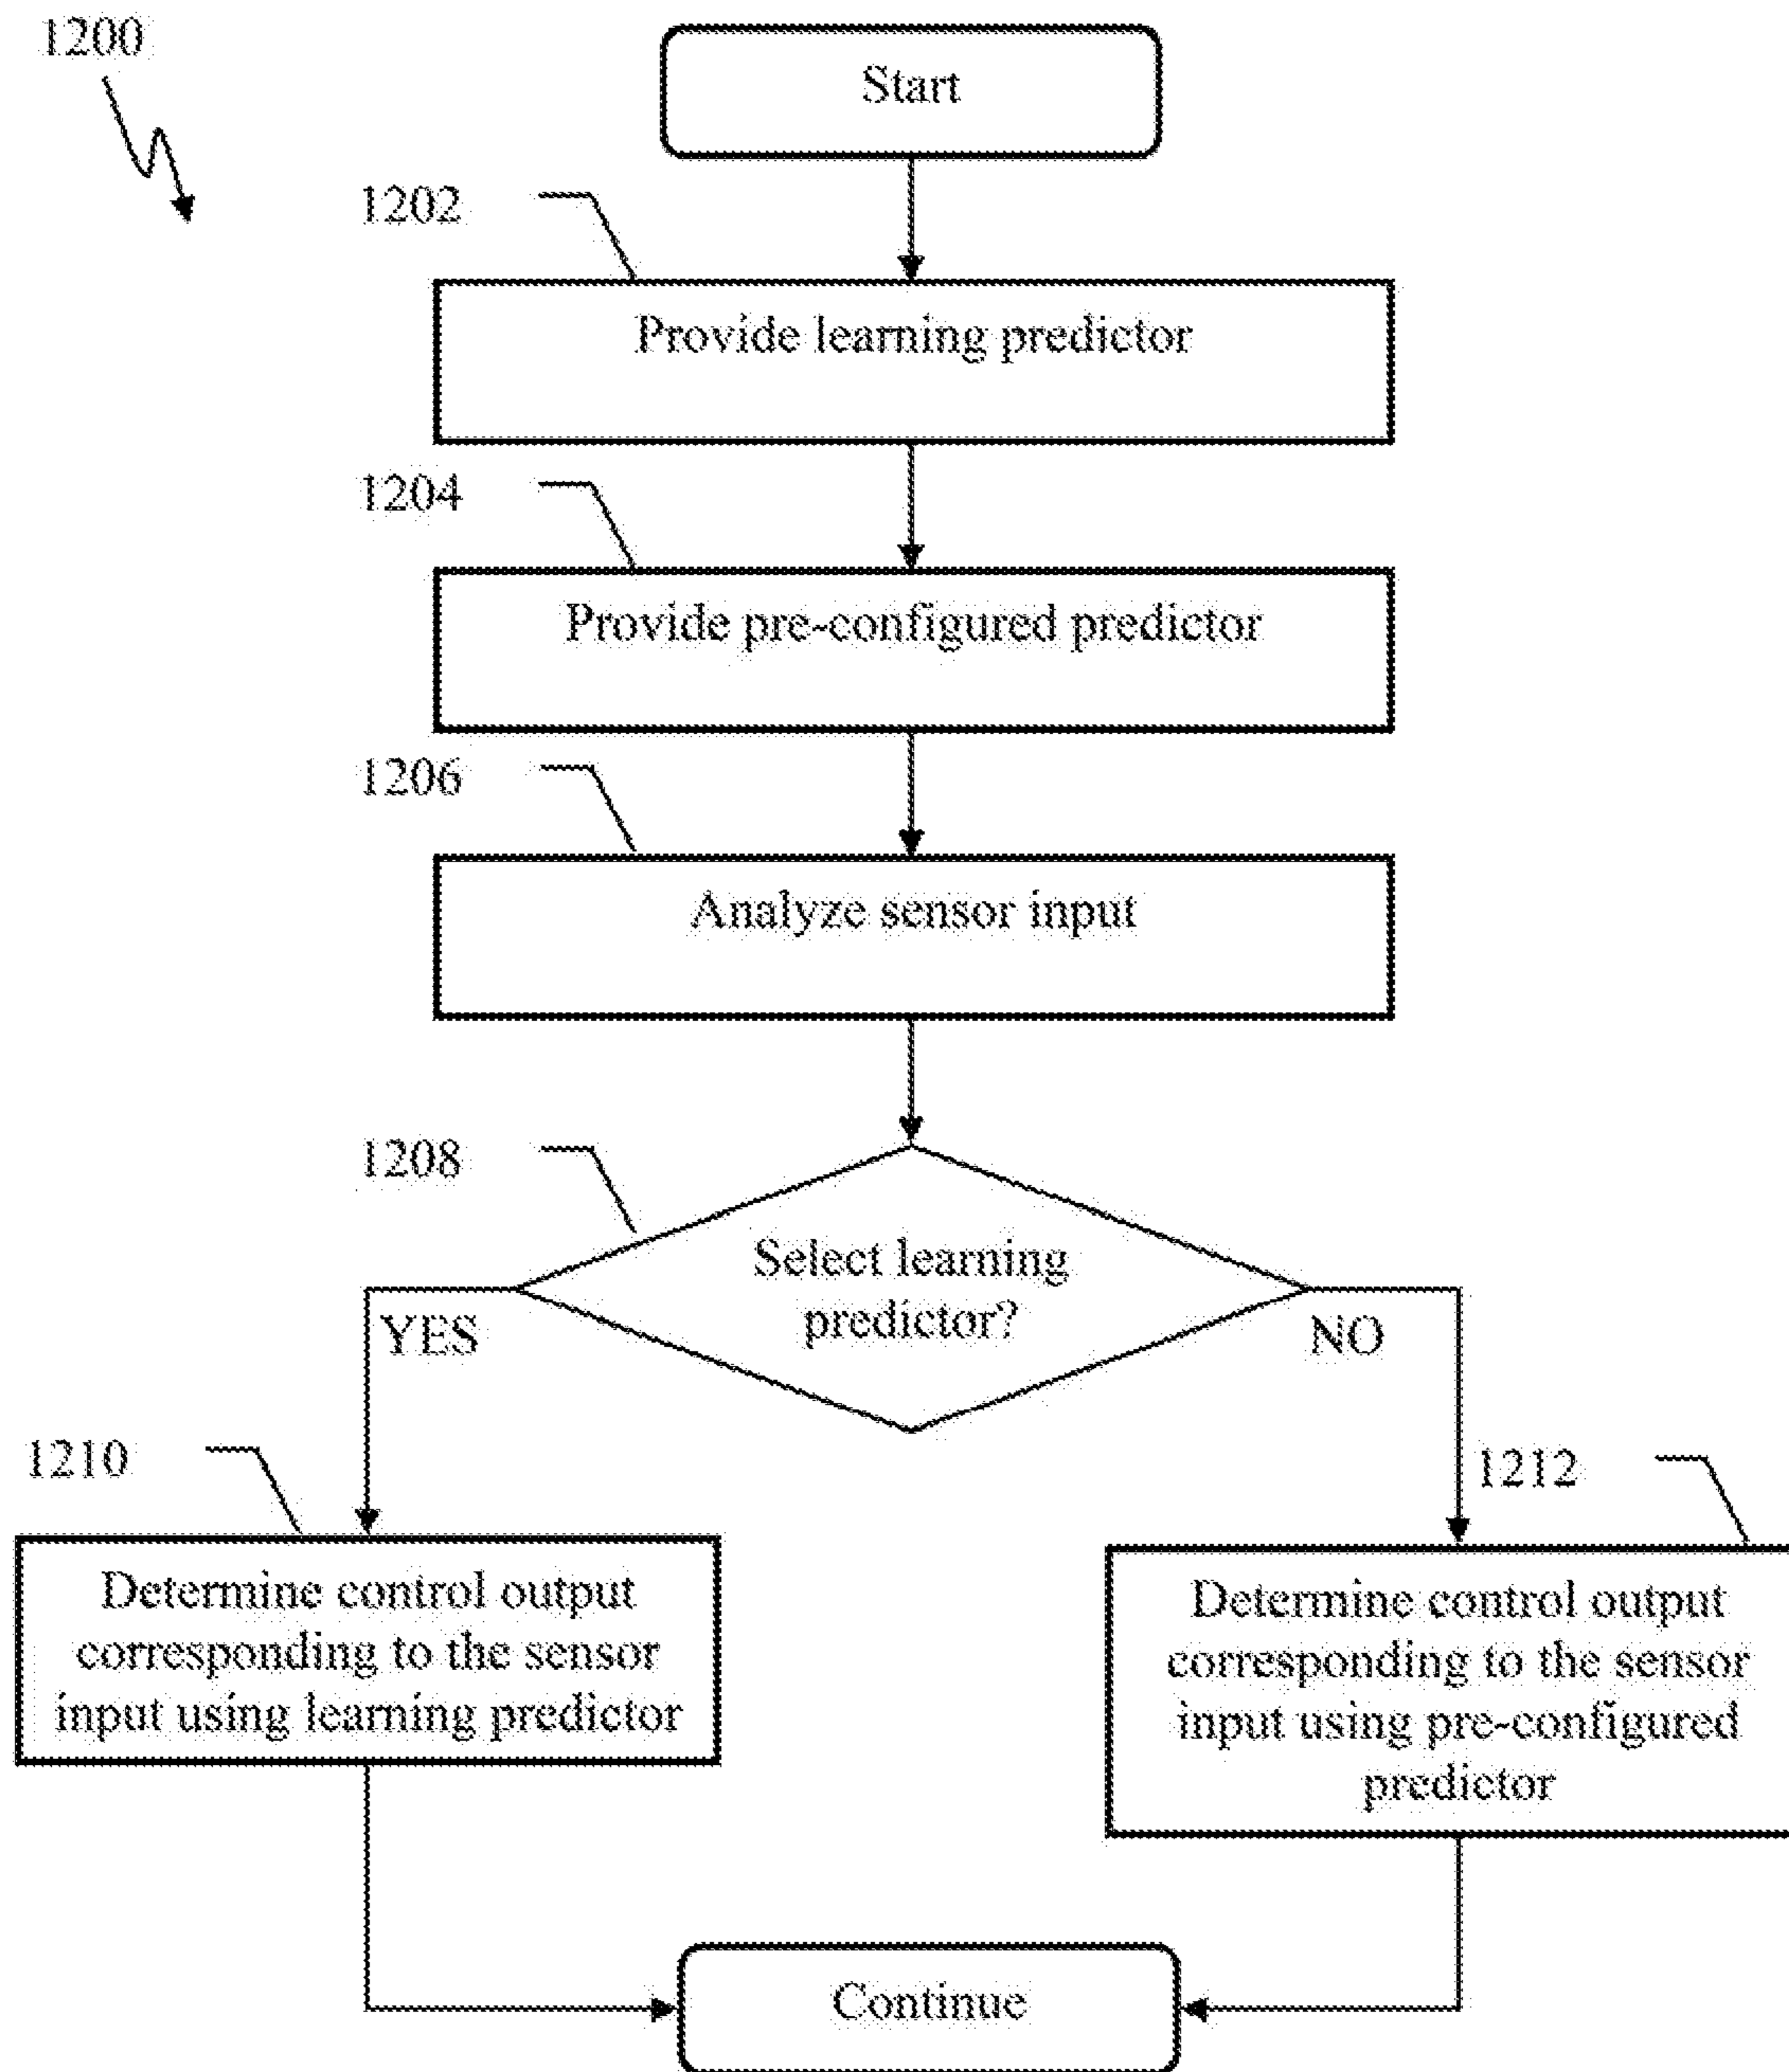 1200
Start
1202
Provide learning predictor
1204
Provide pre-configured predictor
1206
Analyze sensor input
1208
Select learning
predictor?
YES
NO
1210
1212
Determine control output
corresponding to the sensor
input using learning predictor
Determine control output
corresponding to the sensor
input using pre-configured
predictor
Continue